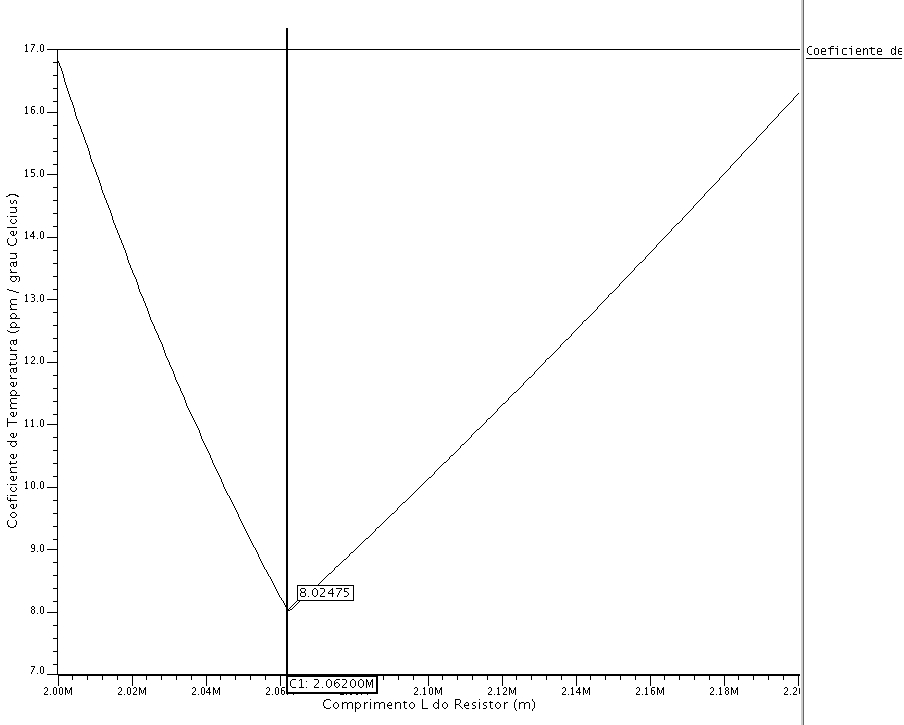 Coeficiente de
17.0
16.0
15.0
14.0
13.0
12.0
11.0
10.0
9.0
8.0
7.0
Coeficiente de Temperatura (ppm / grau Celcius)
8.02475
C1: 2.06200M
2.00M 2.02M 2.04M 2.10M 2.12M 2.14M 2.16M 2.18M
Comprimento L do Resistor (m)